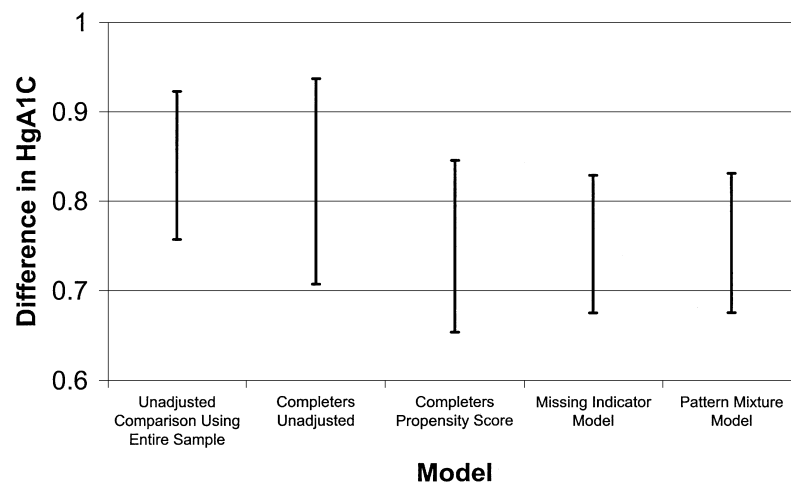 1
0.9
0.8
0.7
0.6
Difference in HgA1C
Unadjusted
Comparison Using
Entire Sample
Completers
Unadjusted
Completers
Propensity Score
Missing Indicator
Model
Pattern Mixture
Model
Model